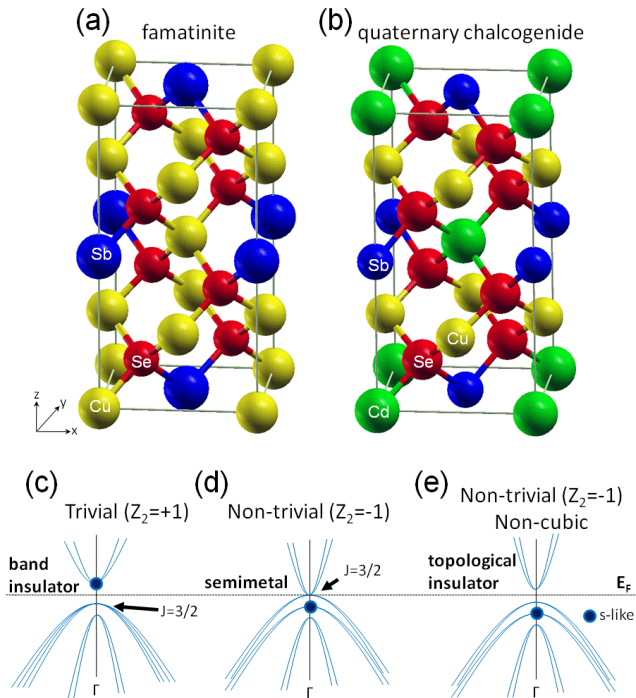 (a)
famatinite
(b)
quaternary chalcogenide
Sb
Se
Cu
z
y
x
Sb
Cu
Se
Cd
(c)
Trivial (Z₂=+1)
band
insulator
J=3/2
Γ
(d)
Non-trivial (Z₂=-1)
semimetal
J=3/2
Γ
(e)
Non-trivial (Z₂=-1)
Non-cubic
topological
insulator
E_F
s-like
Γ